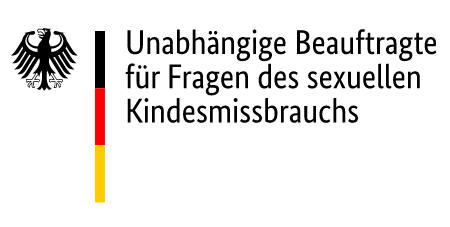 Unabhängige Beauftragte
für Fragen des sexuellen
Kindesmissbrauchs